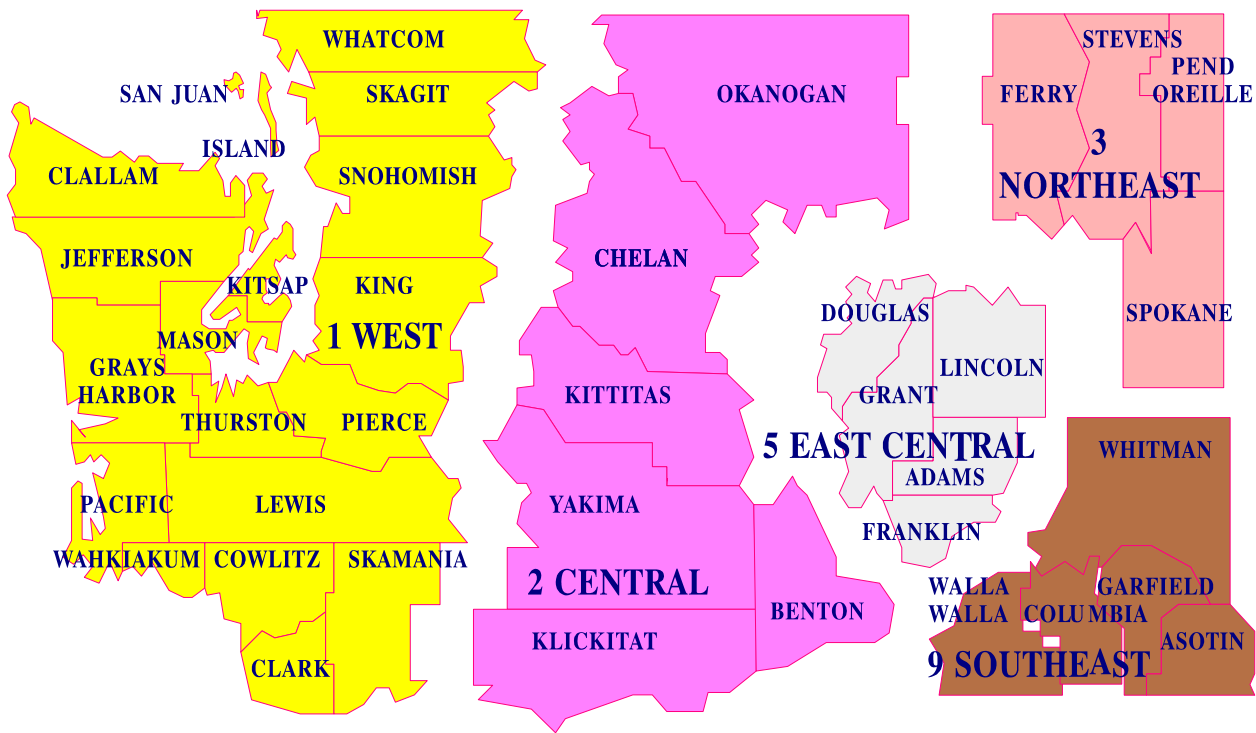 WHATCOM
SAN JUAN
SKAGIT
ISLAND
CLALLAM
SNOHOMISH
JEFFERSON
KITSAP
KING
MASON
1 WEST
GRAYS
HARBOR
THURSTON
PIERCE
PACIFIC
LEWIS
WAHKIAKUM
COWLITZ
SKAMANIA
CLARK
OKANOGAN
CHELAN
KITTITAS
YAKIMA
2 CENTRAL
BENTON
KLICKITAT
STEVENS
PEND
OREILLE
FERRY
3
NORTHEAST
SPOKANE
DOUGLAS
LINCOLN
GRANT
5 EAST CENTRAL
ADAMS
FRANKLIN
WHITMAN
WALLA
WALLA
GARFIELD
COLUMBIA
ASOTIN
9 SOUTHEAST